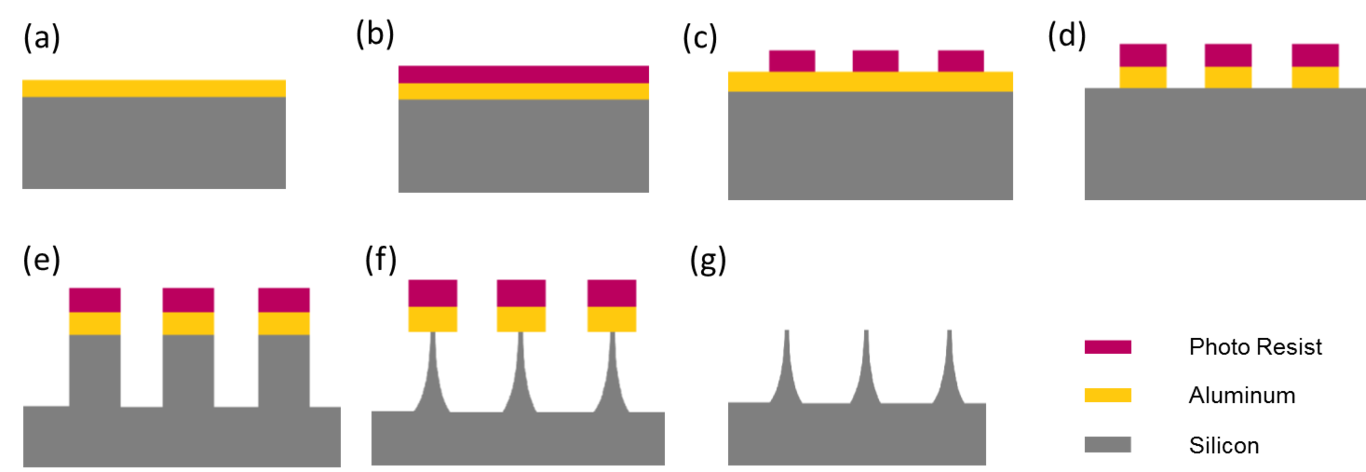 (a)
(b)
(c)
(d)
(e)
(f)
(g)
Photo Resist
Aluminum
Silicon